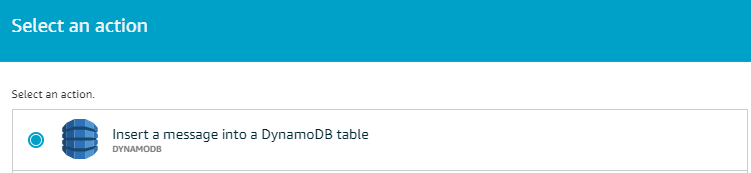 Select an action
Select an action.
Insert a message into a DynamoDB table
DYNAMODB